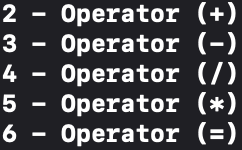 2 - Operator (+)
3 - Operator (-)
4 - Operator (/)
5 - Operator (*)
6 - Operator (=)